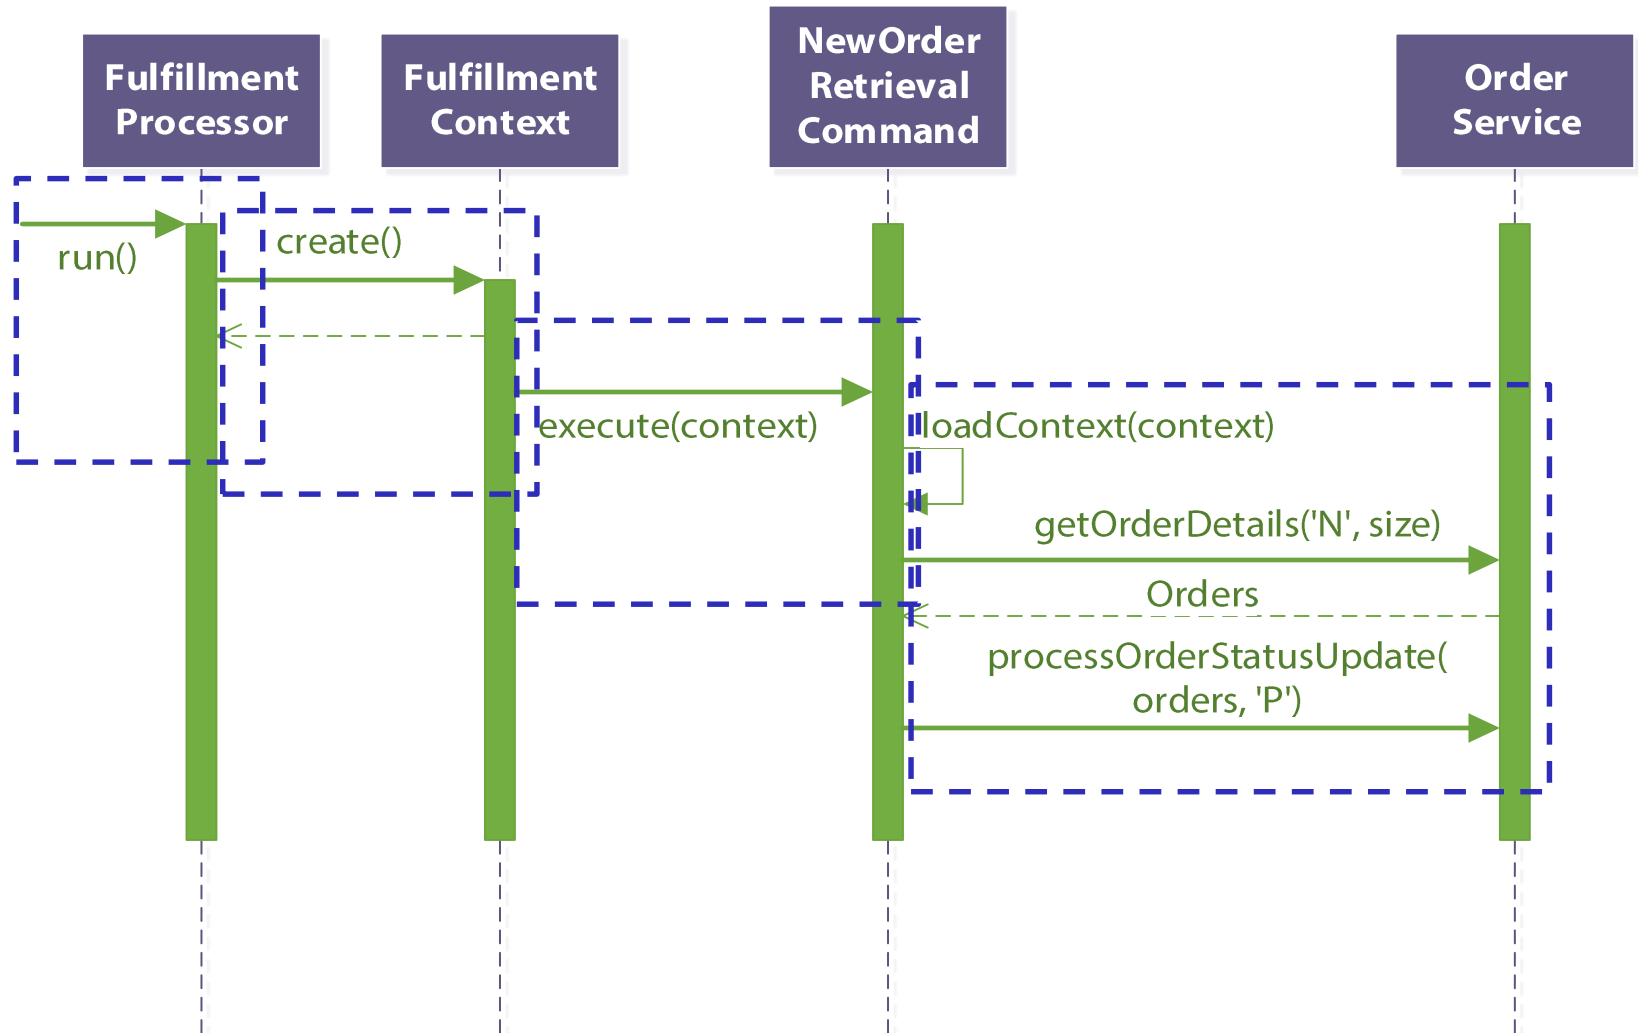 Fulfillment
Processor
Fulfillment
Context
NewOrder
Retrieval
Command
Order
Service
run()
create()
execute(context)
loadContext(context)
getOrderDetails('N', size)
Orders
processOrderStatusUpdate(
orders, 'P')